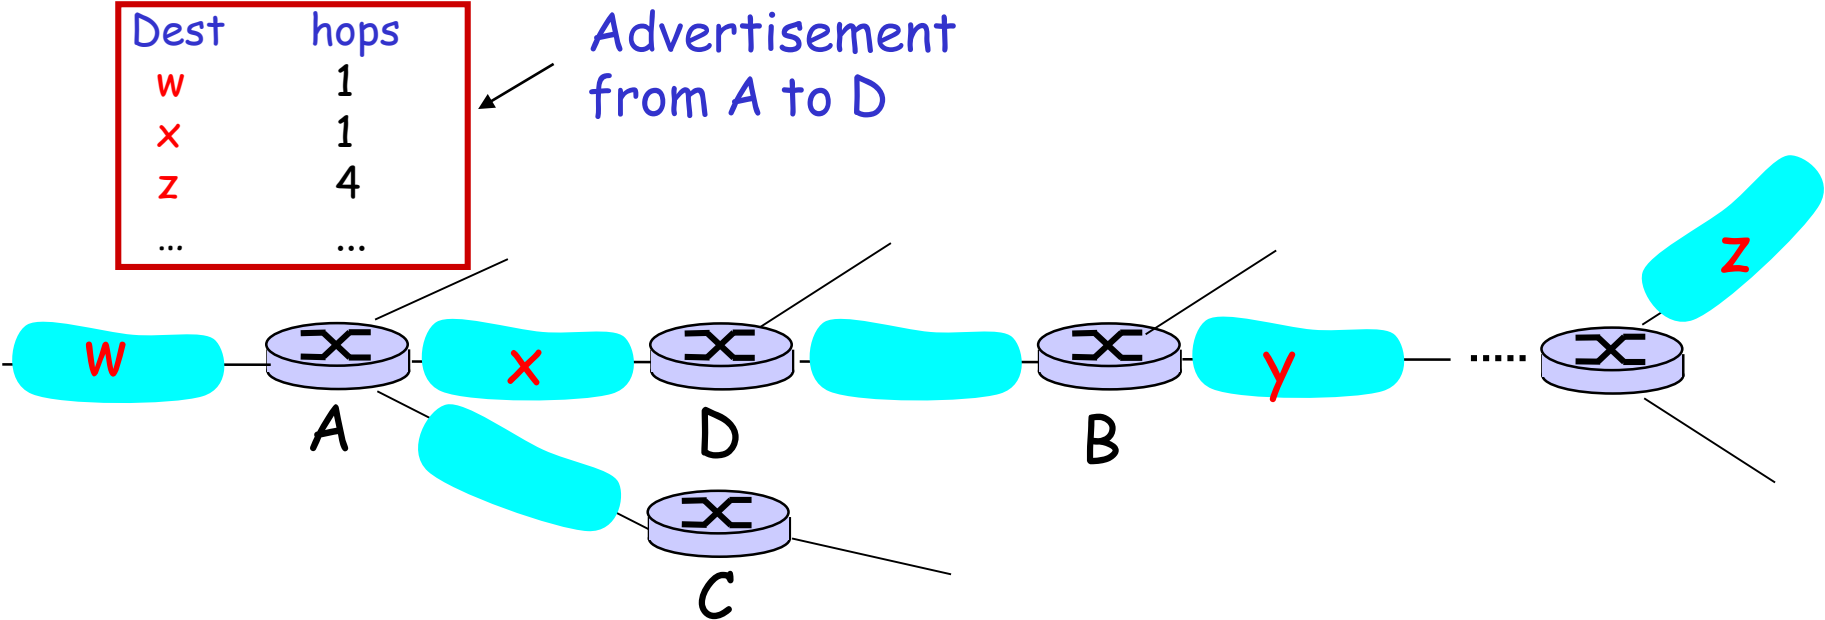 Dest hops
w 1
x 1
z 4
... ...
Advertisement
from A to D
z
w
x
y
A
D
B
C